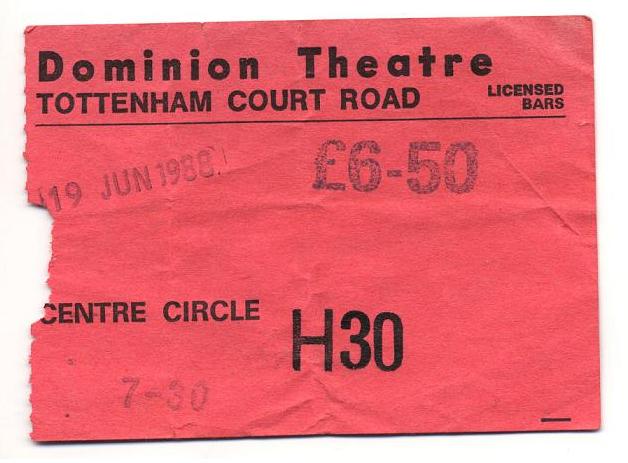 Dominion Theatre
TOTTENHAM COURT ROAD
LICENSED
BARS
19 JUN 1988
£6-50
CENTRE CIRCLE
H30
7-30